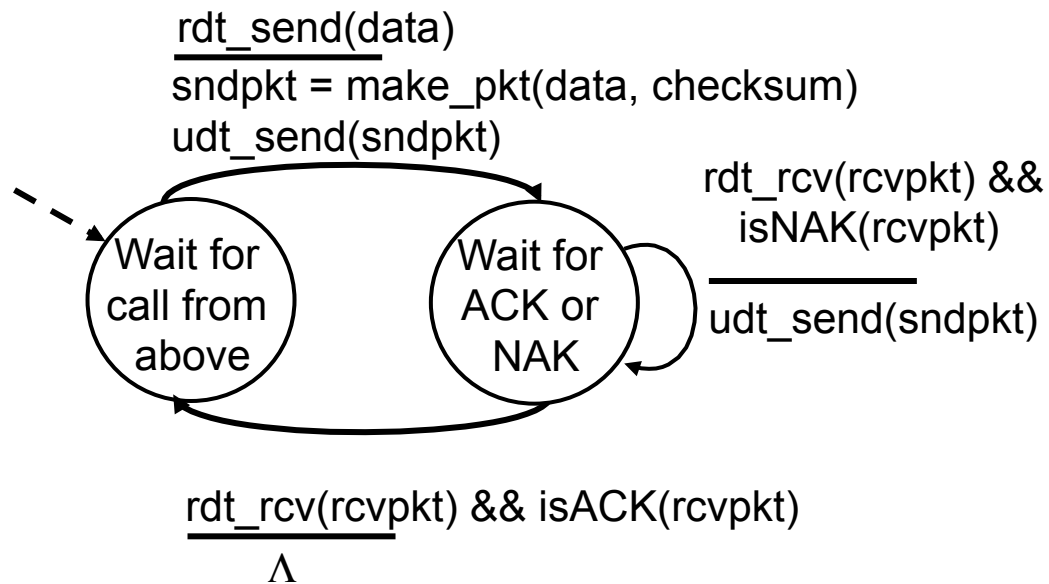 rdt_send(data)
sndpkt = make_pkt(data, checksum)
udt_send(sndpkt)
rdt_rcv(rcvpkt) &&
isNAK(rcvpkt)
udt_send(sndpkt)
Wait for
call from
above
Wait for
ACK or
NAK
rdt_rcv(rcvpkt) && isACK(rcvpkt)
Λ